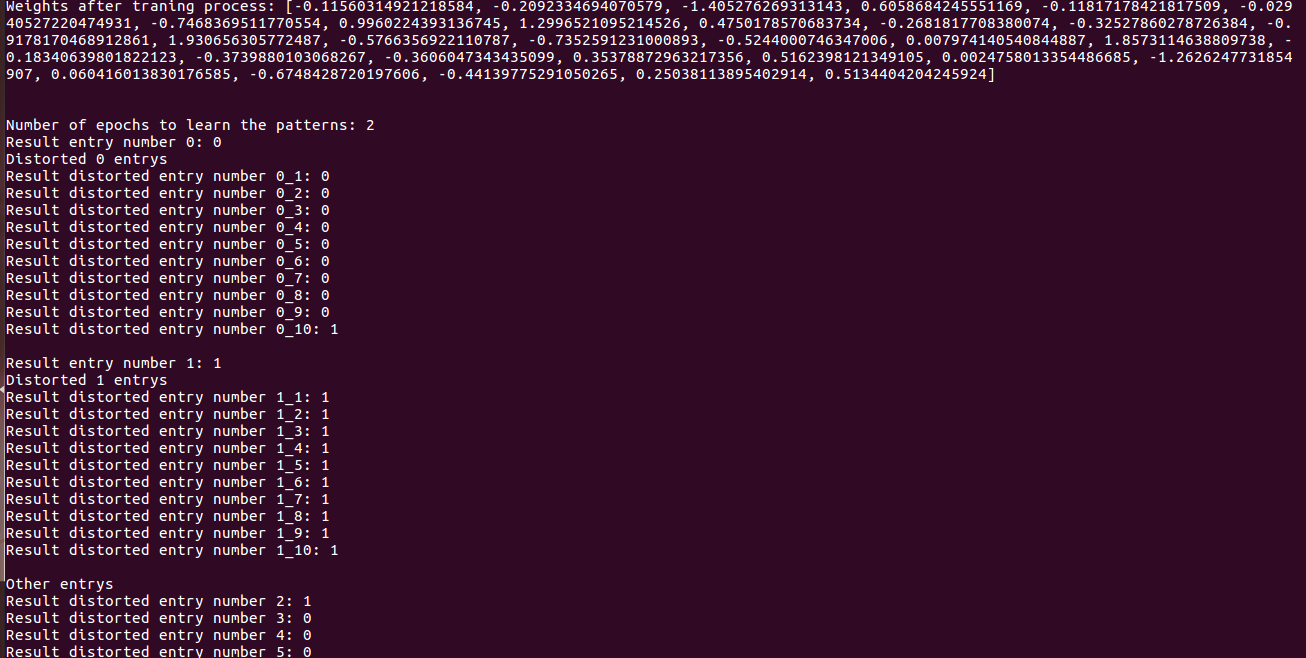 Weights after traning process: [-0.11560314921218584, -0.2092334694070579, -1.405276269313143, 0.6058684245551169, -0.11817178421817509, -0.029
40527220474931, -0.7468369511770554, 0.9960224393136745, 1.2996521095214526, 0.4750178570683734, -0.2681817708380074, -0.32527860278726384, -0.
9178170468912861, 1.930656305772487, -0.5766356922110787, -0.7352591231000893, -0.5244000746347006, 0.007974140540844887, 1.8573114638809738, -
0.18340639801822123, -0.3739880103068267, -0.3606047343435099, 0.35378872963217356, 0.5162398121349105, 0.0024758013354486685, -1.2626247731854
907, 0.060416013830176585, -0.6748428720197606, -0.44139775291050265, 0.25038113895402914, 0.5134404204245924]
Number of epochs to learn the patterns: 2
Result entry number 0: 0
Distorted 0 entrys
Result distorted entry number 0_1: 0
Result distorted entry number 0_2: 0
Result distorted entry number 0_3: 0
Result distorted entry number 0_4: 0
Result distorted entry number 0_5: 0
Result distorted entry number 0_6: 0
Result distorted entry number 0_7: 0
Result distorted entry number 0_8: 0
Result distorted entry number 0_9: 0
Result distorted entry number 0_10: 1
Result entry number 1: 1
Distorted 1 entrys
Result distorted entry number 1_1: 1
Result distorted entry number 1_2: 1
Result distorted entry number 1_3: 1
Result distorted entry number 1_4: 1
Result distorted entry number 1_5: 1
Result distorted entry number 1_6: 1
Result distorted entry number 1_7: 1
Result distorted entry number 1_8: 1
Result distorted entry number 1_9: 1
Result distorted entry number 1_10: 1
Other entrys
Result distorted entry number 2: 1
Result distorted entry number 3: 0
Result distorted entry number 4: 0
Result distorted entry number 5: 0